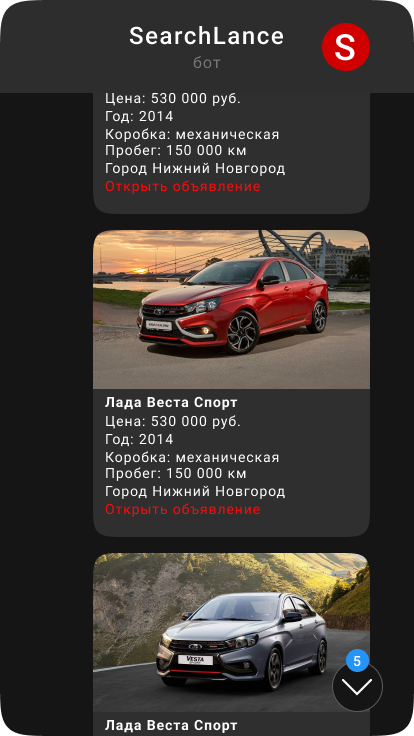 SearchLance
бот
S
Цена: 530 000 руб.
Год: 2014
Коробка: механическая
Пробег: 150 000 км
Город Нижний Новгород
Открыть объявление
Лада Веста Спорт
Цена: 530 000 руб.
Год: 2014
Коробка: механическая
Пробег: 150 000 км
Город Нижний Новгород
Открыть объявление
VESTA
5
Лада Веста Спорт